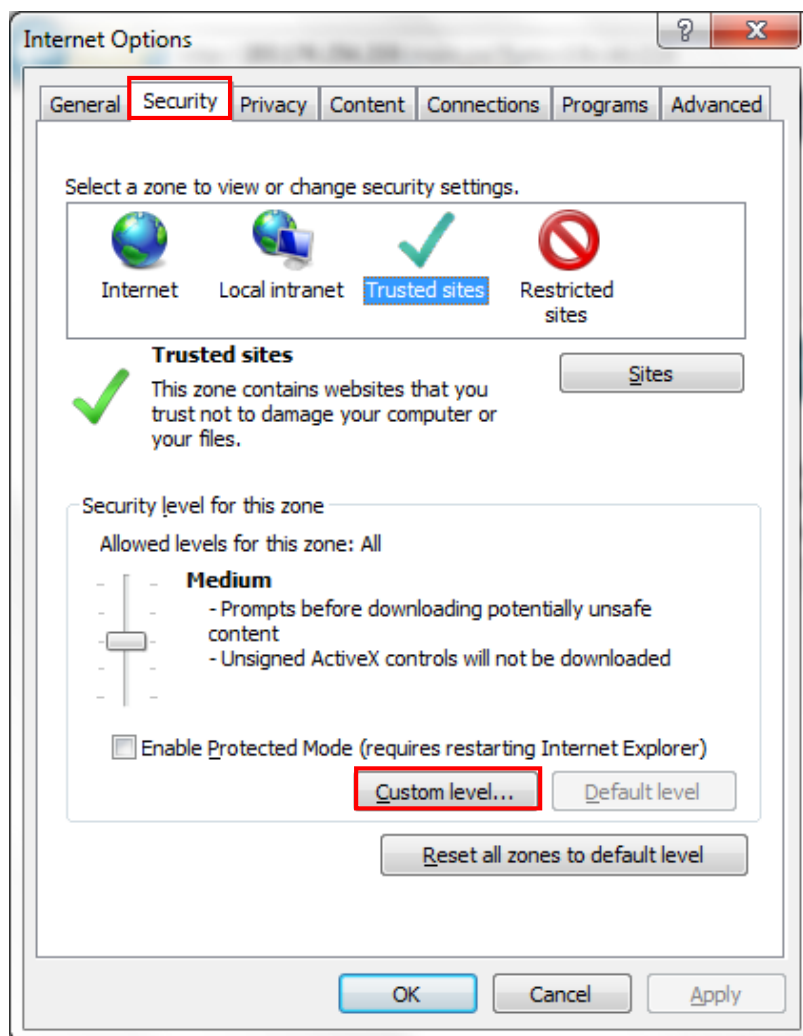 Internet Options
General Security Privacy Content Connections Programs Advanced
Select a zone to view or change security settings.
Internet Local intranet Trusted sites Restricted
sites
Trusted sites
Sites
This zone contains websites that you
trust not to damage your computer or
your files.
Security level for this zone
Allowed levels for this zone: All
Medium
- Prompts before downloading potentially unsafe
content
- Unsigned ActiveX controls will not be downloaded
Enable Protected Mode (requires restarting Internet Explorer)
Custom level... Default level
Reset all zones to default level
OK Cancel Apply